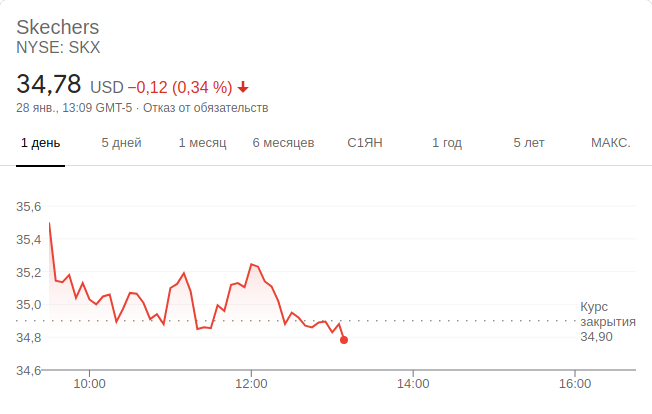 Skechers
NYSE: SKX
34,78 USD −0,12 (0,34 %)
28 янв., 13:09 GMT-5 · Отказ от обязательств
1 день 5 дней 1 месяц 6 месяцев С1ЯН 1 год 5 лет МАКС.
35,6
35,4
35,2
35,0
34,8
34,6
Курс
закрытия
34,90
10:00 12:00 14:00 16:00